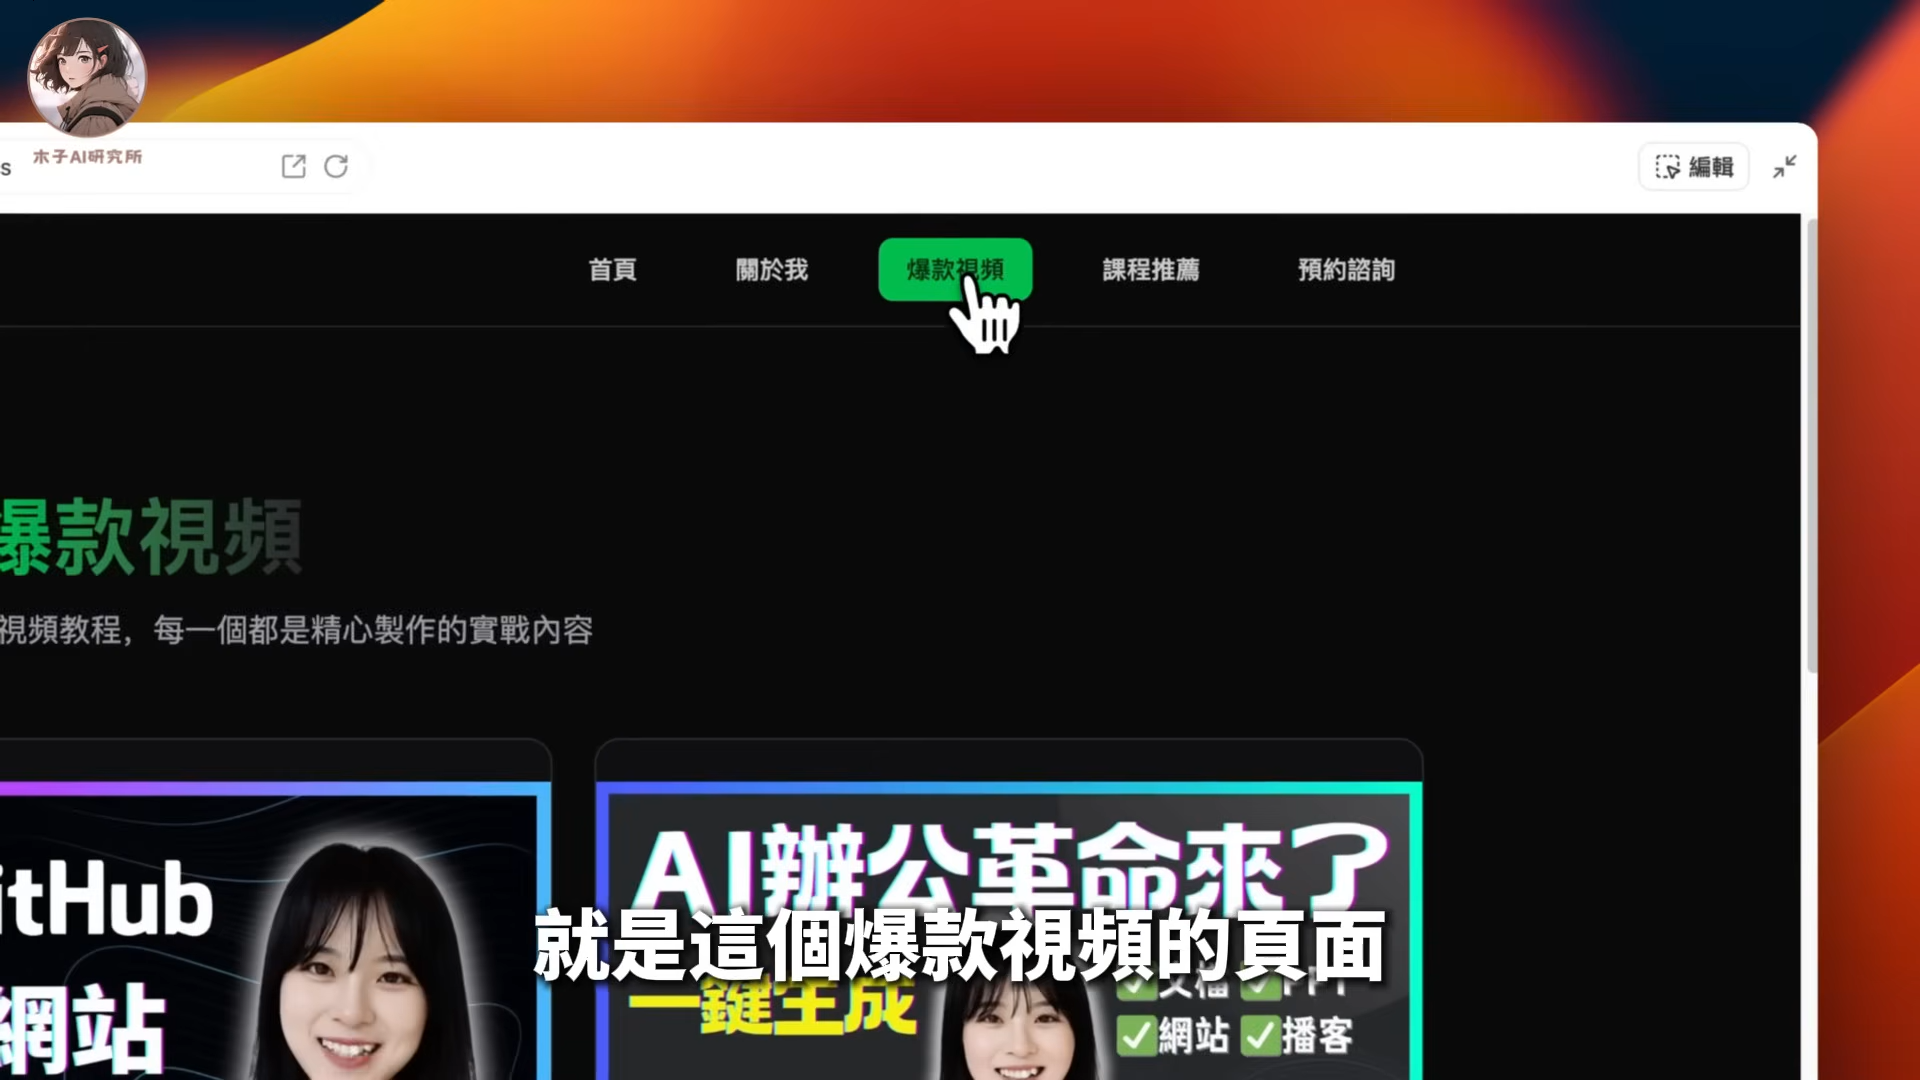 木子AI研究所
s
編輯
首頁 關於我 爆款視頻 課程推薦 預約諮詢
爆款視頻
視頻教程，每一個都是精心製作的實戰內容
itHub
網站
AI辦公革命來了
一鍵生成
✅文檔 ✅PPT
✅網站 ✅播客
就是這個爆款視頻的頁面